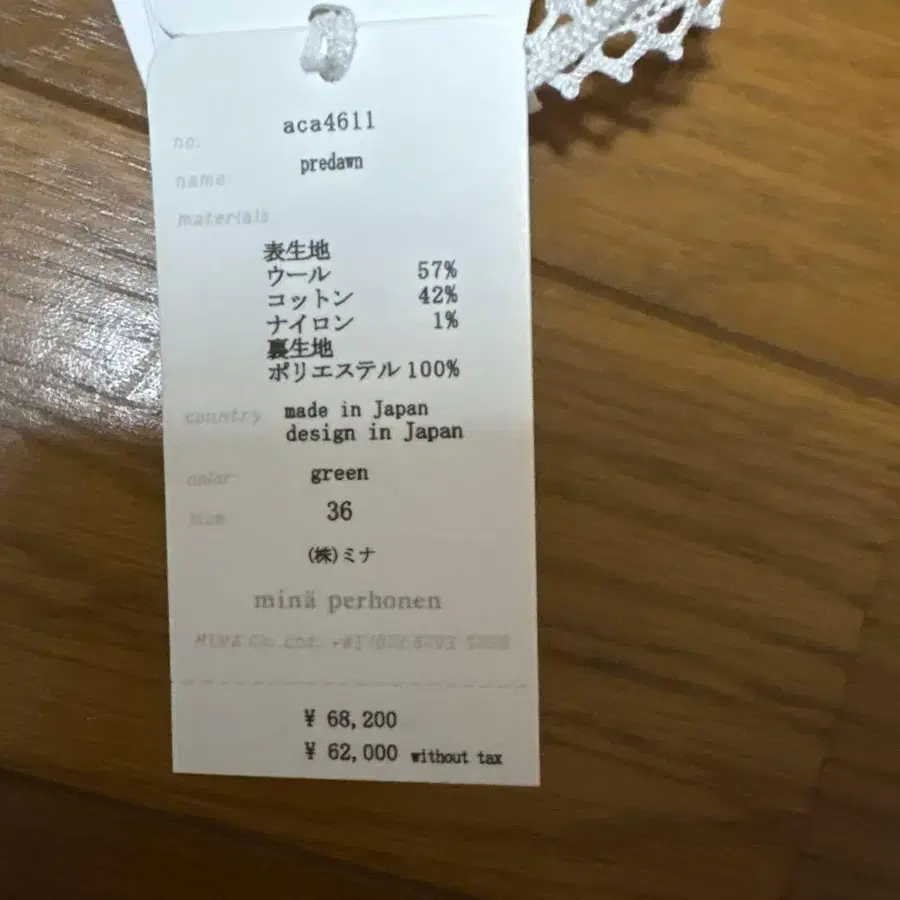 no. aca4611
name predawn
materials
表生地
ウール 57%
コットン 42%
ナイロン 1%
裏生地
ポリエステル 100%
country made in Japan
design in Japan
color green
36
(株)ミナ
minä perhonen
¥ 68,200
¥ 62,000 without tax